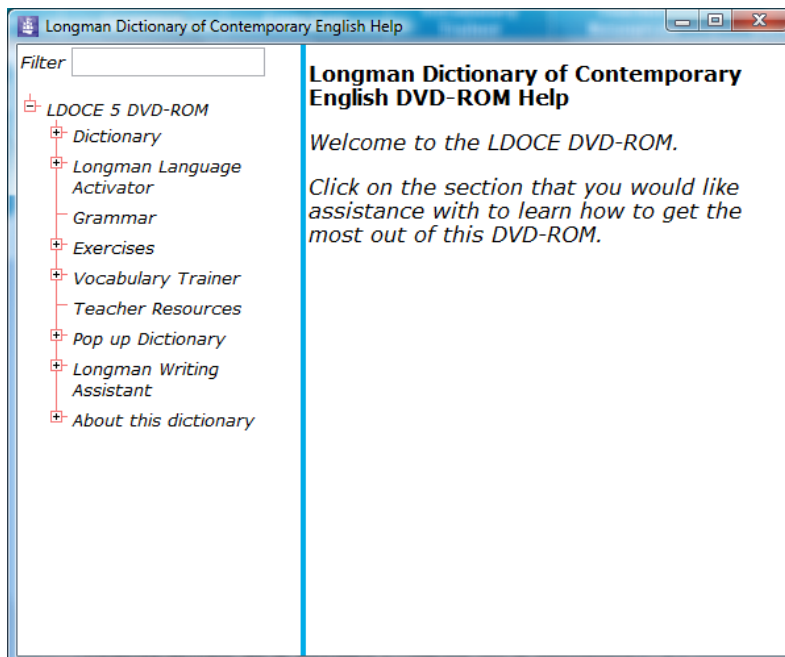 Longman Dictionary of Contemporary English Help
Filter
LDOCE 5 DVD-ROM
Dictionary
Longman Language
Activator
Grammar
Exercises
Vocabulary Trainer
Teacher Resources
Pop up Dictionary
Longman Writing
Assistant
About this dictionary
Longman Dictionary of Contemporary
English DVD-ROM Help
Welcome to the LDOCE DVD-ROM.
Click on the section that you would like
assistance with to learn how to get the
most out of this DVD-ROM.